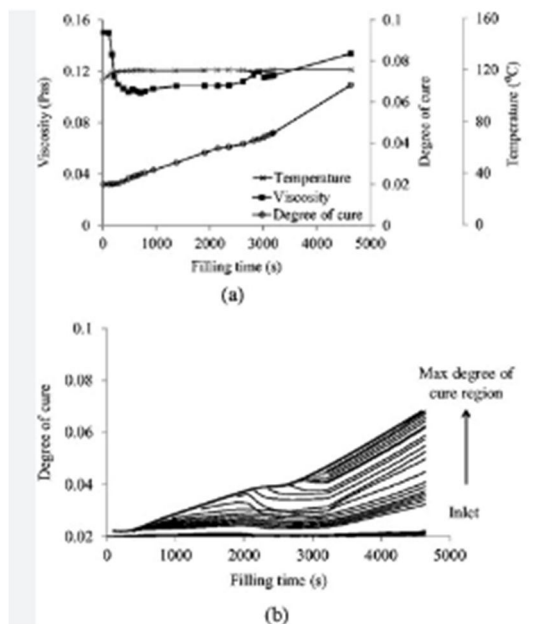 0.16
0.12
0.08
0.04
0
Viscosity (Pas)
0.1
0.08
0.06
0.04
0.02
0
Degree of cure
160
120
80
40
0
Temperature (°C)
Temperature
Viscosity
Degree of cure
0 1000 2000 3000 4000 5000
Filling time (s)
(a)
0.1
0.08
0.06
0.04
0.02
Degree of cure
Max degree of
cure region
Inlet
0 1000 2000 3000 4000 5000
Filling time (s)
(b)